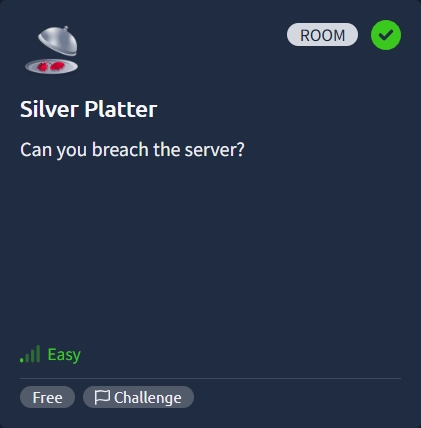 ROOM
Silver Platter
Can you breach the server?
Easy
Free Challenge